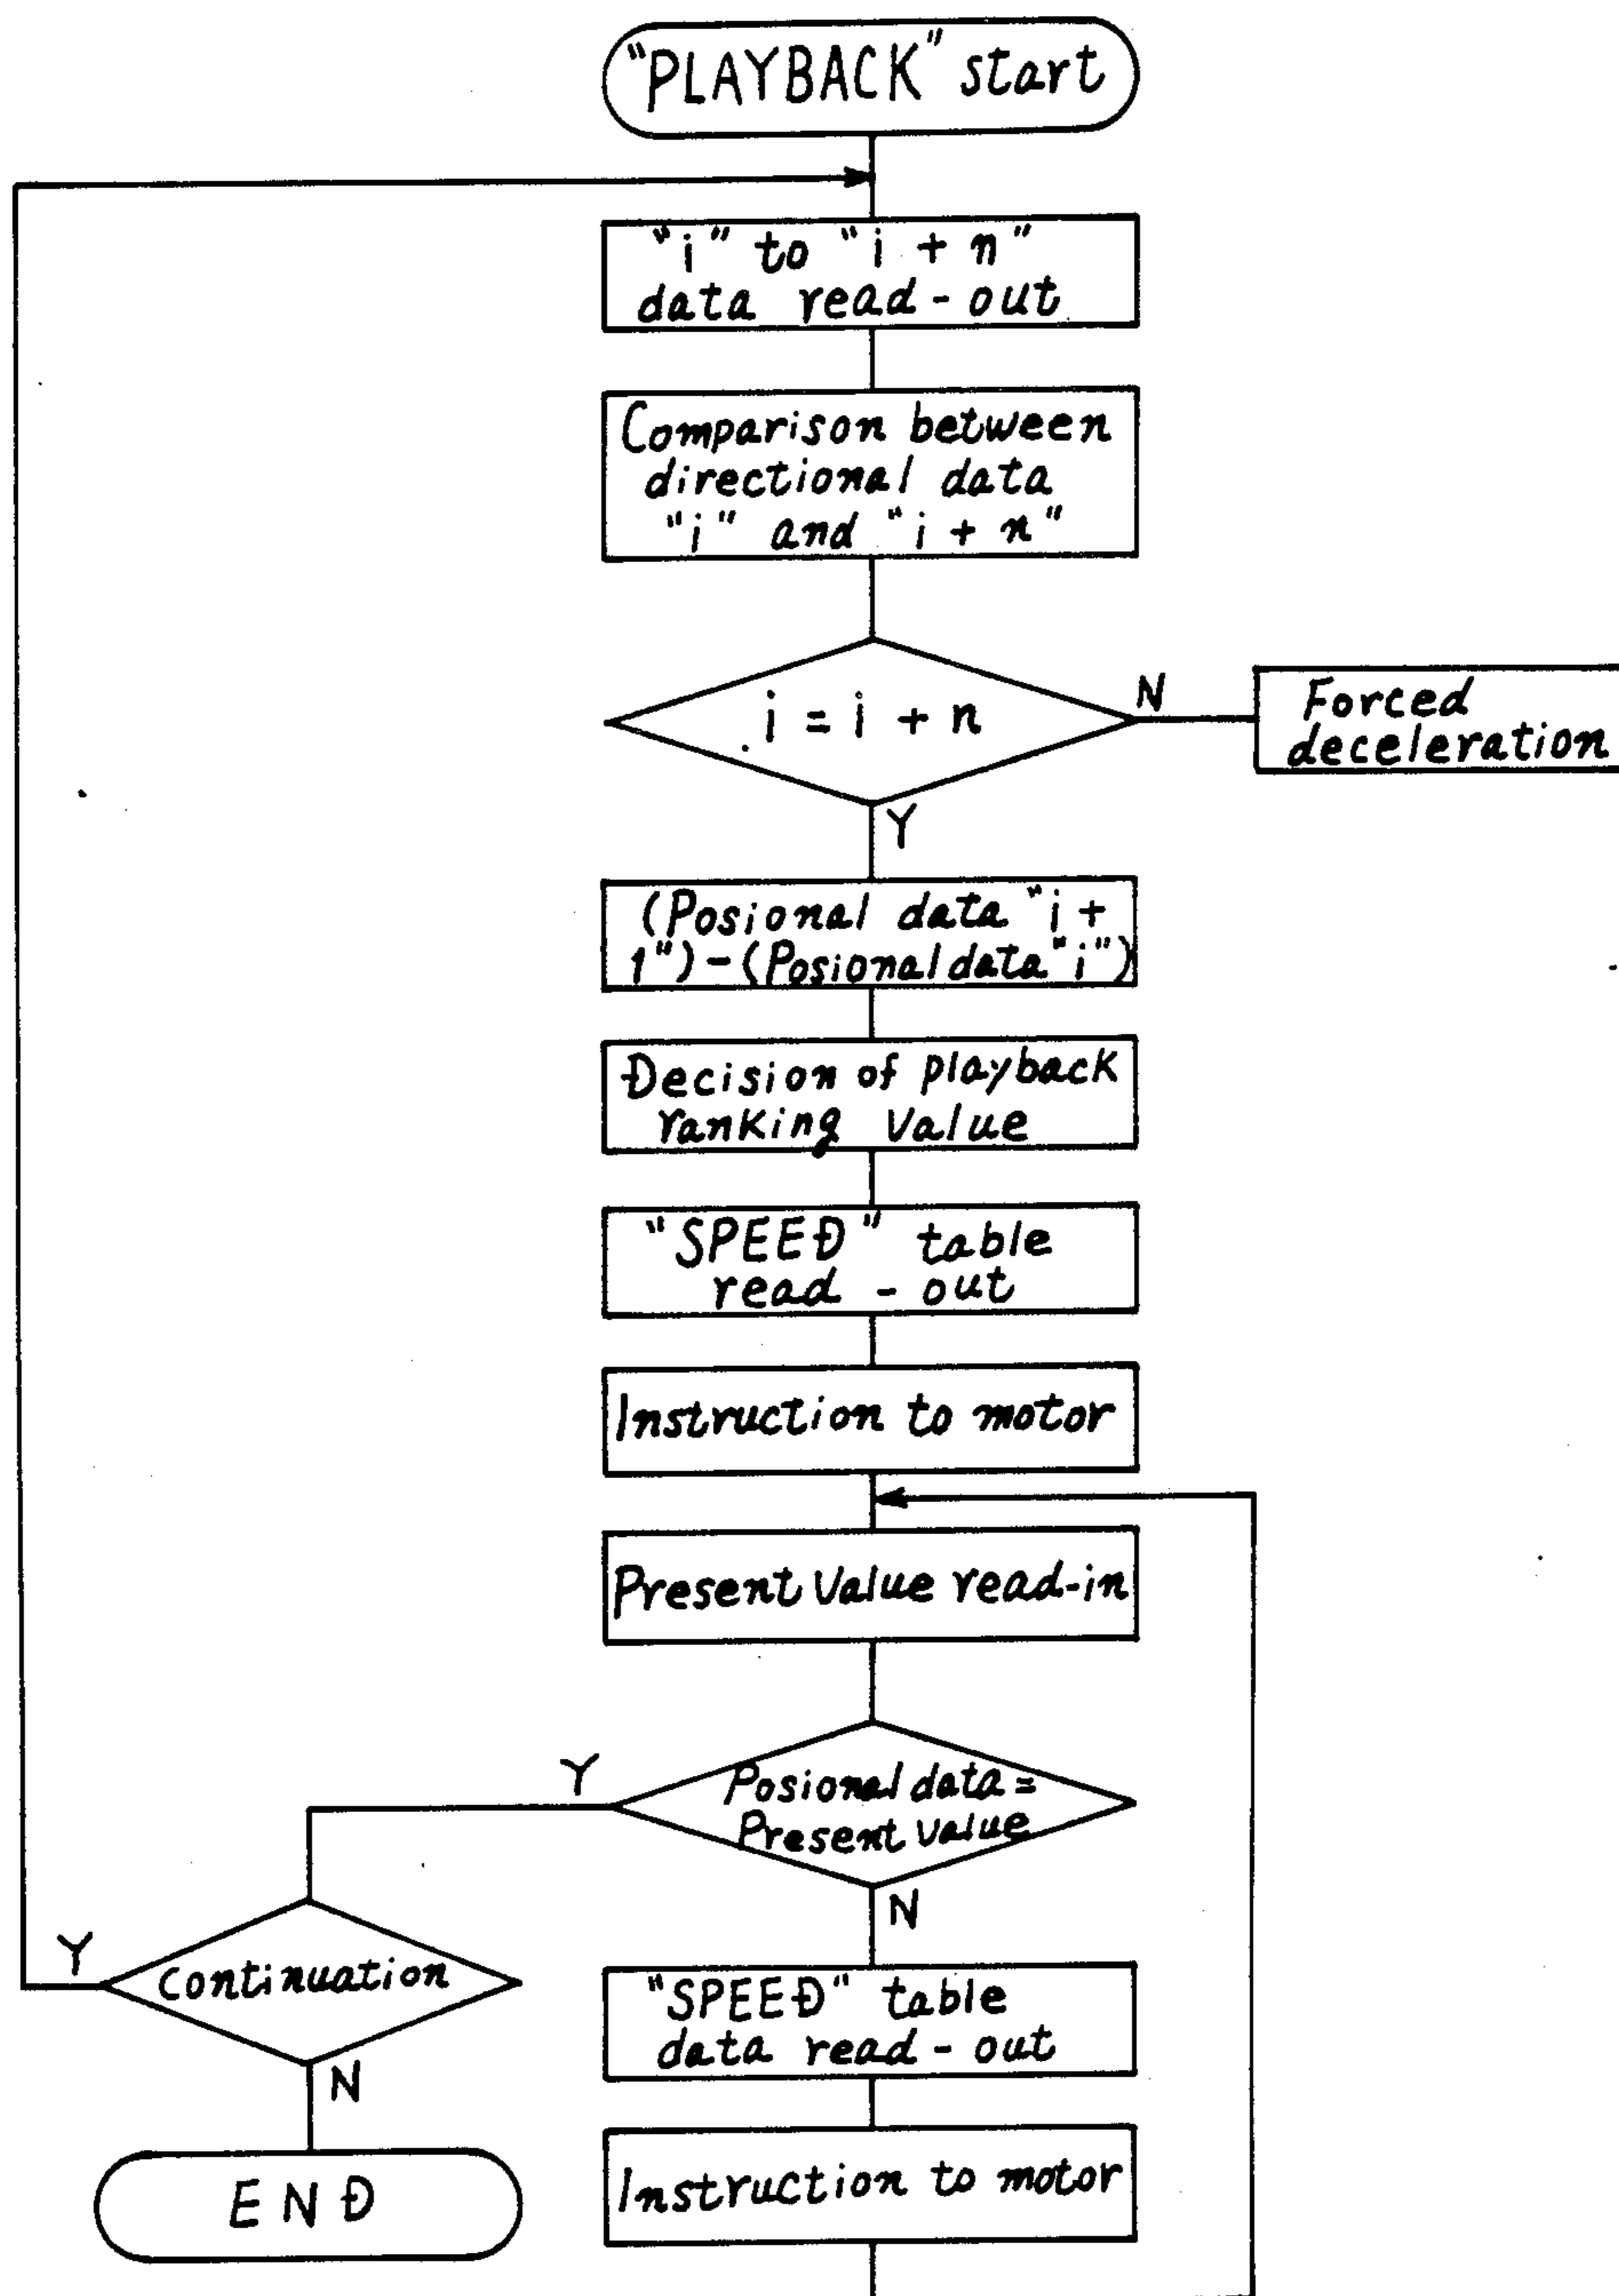 "PLAYBACK" start
"i" to "i + n"
data read - out
Comparison between
directional data
"i" and "i + n"
i = i + n
N
Forced
deceleration
Y
(Posional data "i +
1") - (Posional data "i")
Decision of playback
ranking value
"SPEED" table
read - out
Instruction to motor
Present value read-in
Y
Posional data =
Present value
N
Y
continuation
"SPEED" table
data read - out
N
END
Instruction to motor